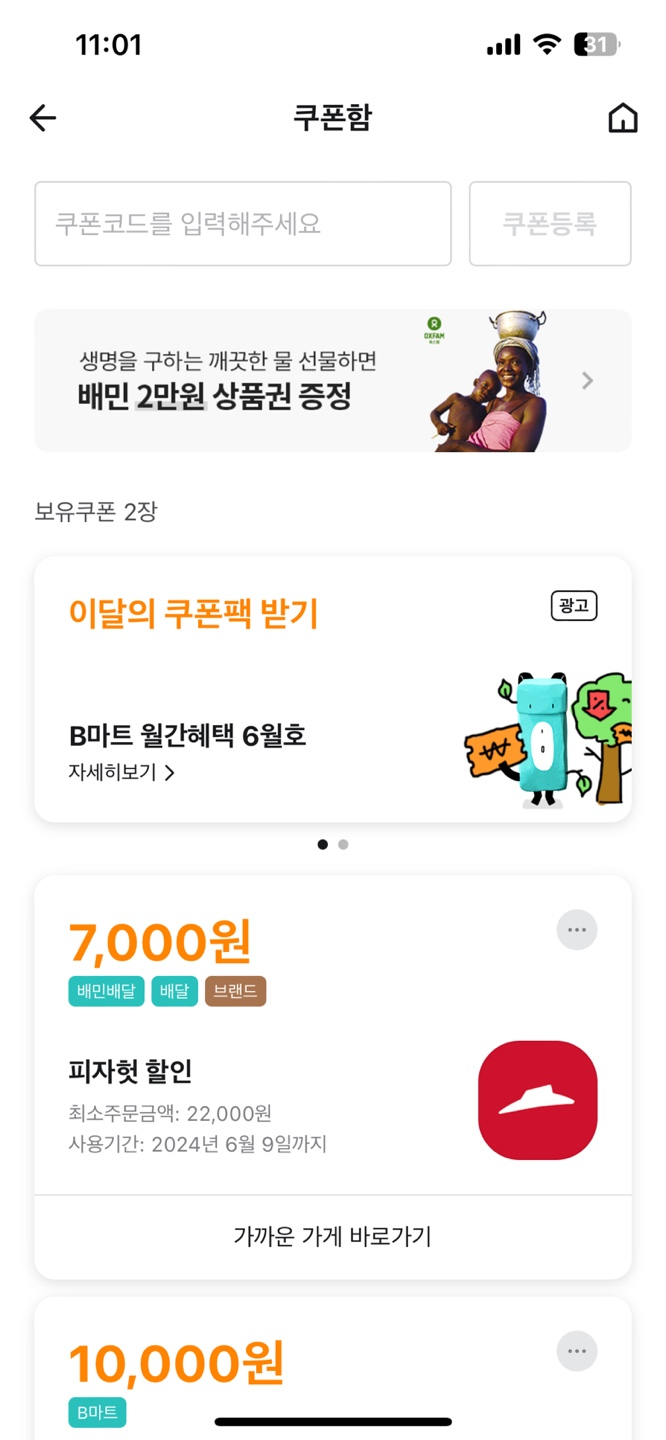 11:01
31
쿠폰함
쿠폰코드를 입력해주세요
쿠폰등록
OXFAM
생명을 구하는 깨끗한 물 선물하면
배민 2만원 상품권 증정
보유쿠폰 2장
이달의 쿠폰팩 받기
광고
B마트 월간혜택 6월호
자세히보기
₩
7,000원
배민배달 배달 브랜드
피자헛 할인
최소주문금액: 22,000원
사용기간: 2024년 6월 9일까지
가까운 가게 바로가기
10,000원
B마트